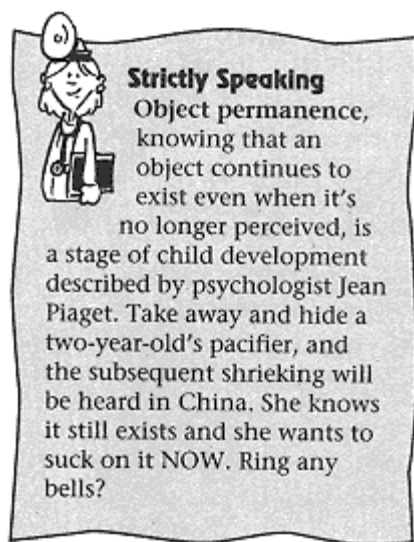 Strictly Speaking
Object permanence,
knowing that an
object continues to
exist even when it's
no longer perceived, is
a stage of child development
described by psychologist Jean
Piaget. Take away and hide a
two-year-old's pacifier, and
the subsequent shrieking will
be heard in China. She knows
it still exists and she wants to
suck on it NOW. Ring any
bells?